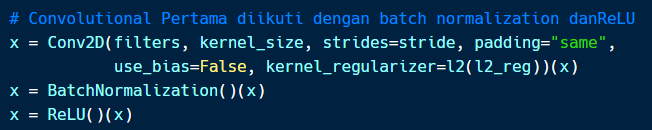 # Convolutional Pertama diikuti dengan batch normalization danReLU
x = Conv2D(filters, kernel_size, strides=stride, padding="same",
           use_bias=False, kernel_regularizer=l2(l2_reg))(x)
x = BatchNormalization()(x)
x = ReLU()(x)